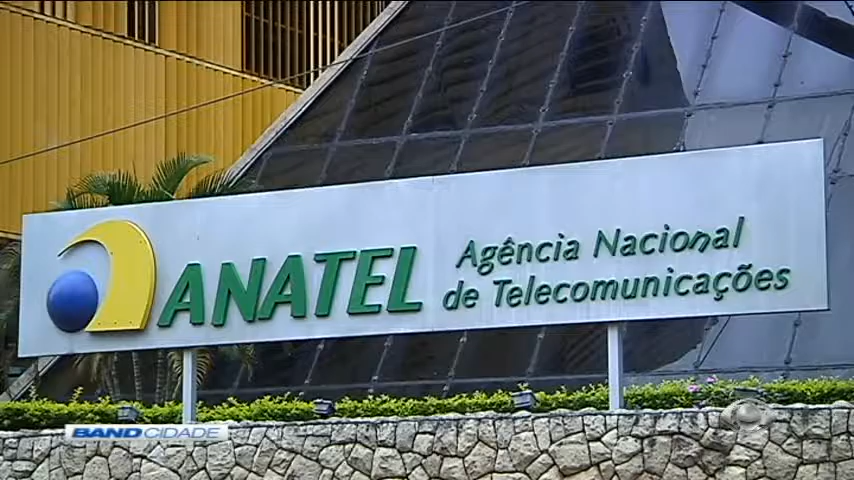 ANATEL
Agência Nacional
de Telecomunicações
BAND CIDADE